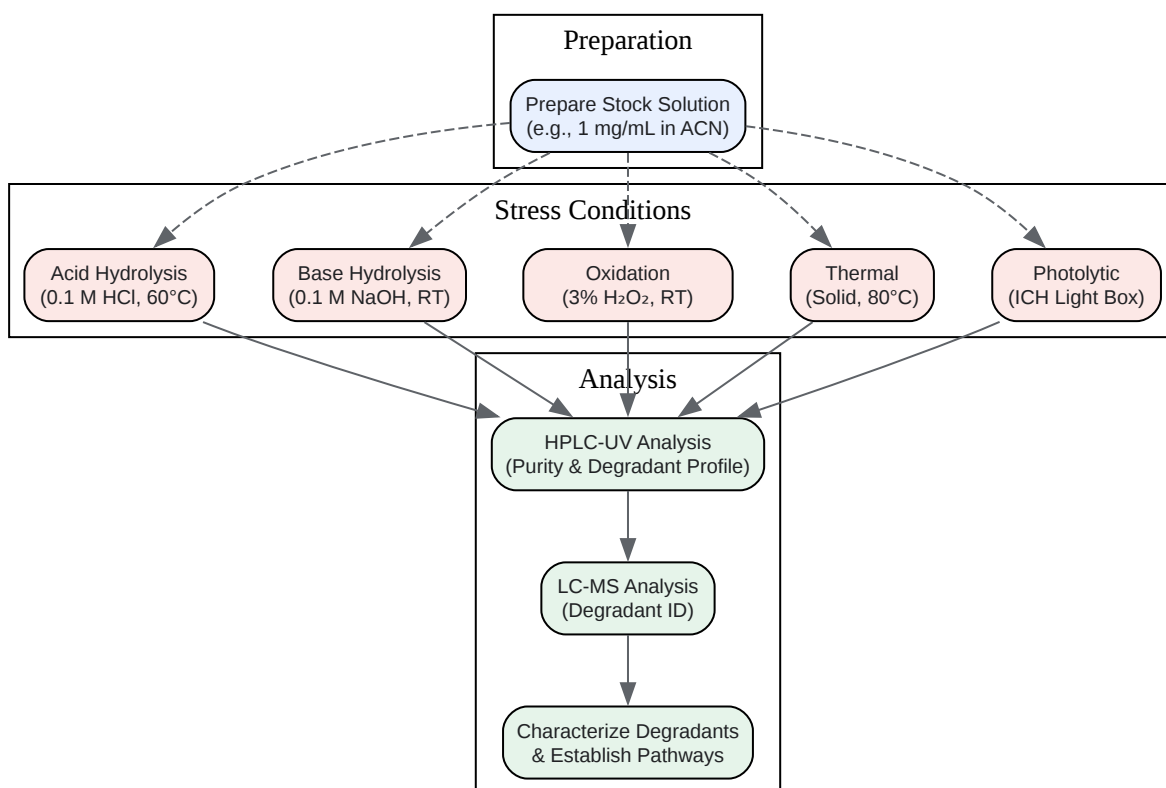 Preparation
Prepare Stock Solution
(e.g., 1 mg/mL in ACN)
Stress Conditions
Acid Hydrolysis
(0.1 M HCl, 60°C)
Base Hydrolysis
(0.1 M NaOH, RT)
Oxidation
(3% H₂O₂, RT)
Thermal
(Solid, 80°C)
Photolytic
(ICH Light Box)
Analysis
HPLC-UV Analysis
(Purity & Degradant Profile)
LC-MS Analysis
(Degradant ID)
Characterize Degradants
& Establish Pathways